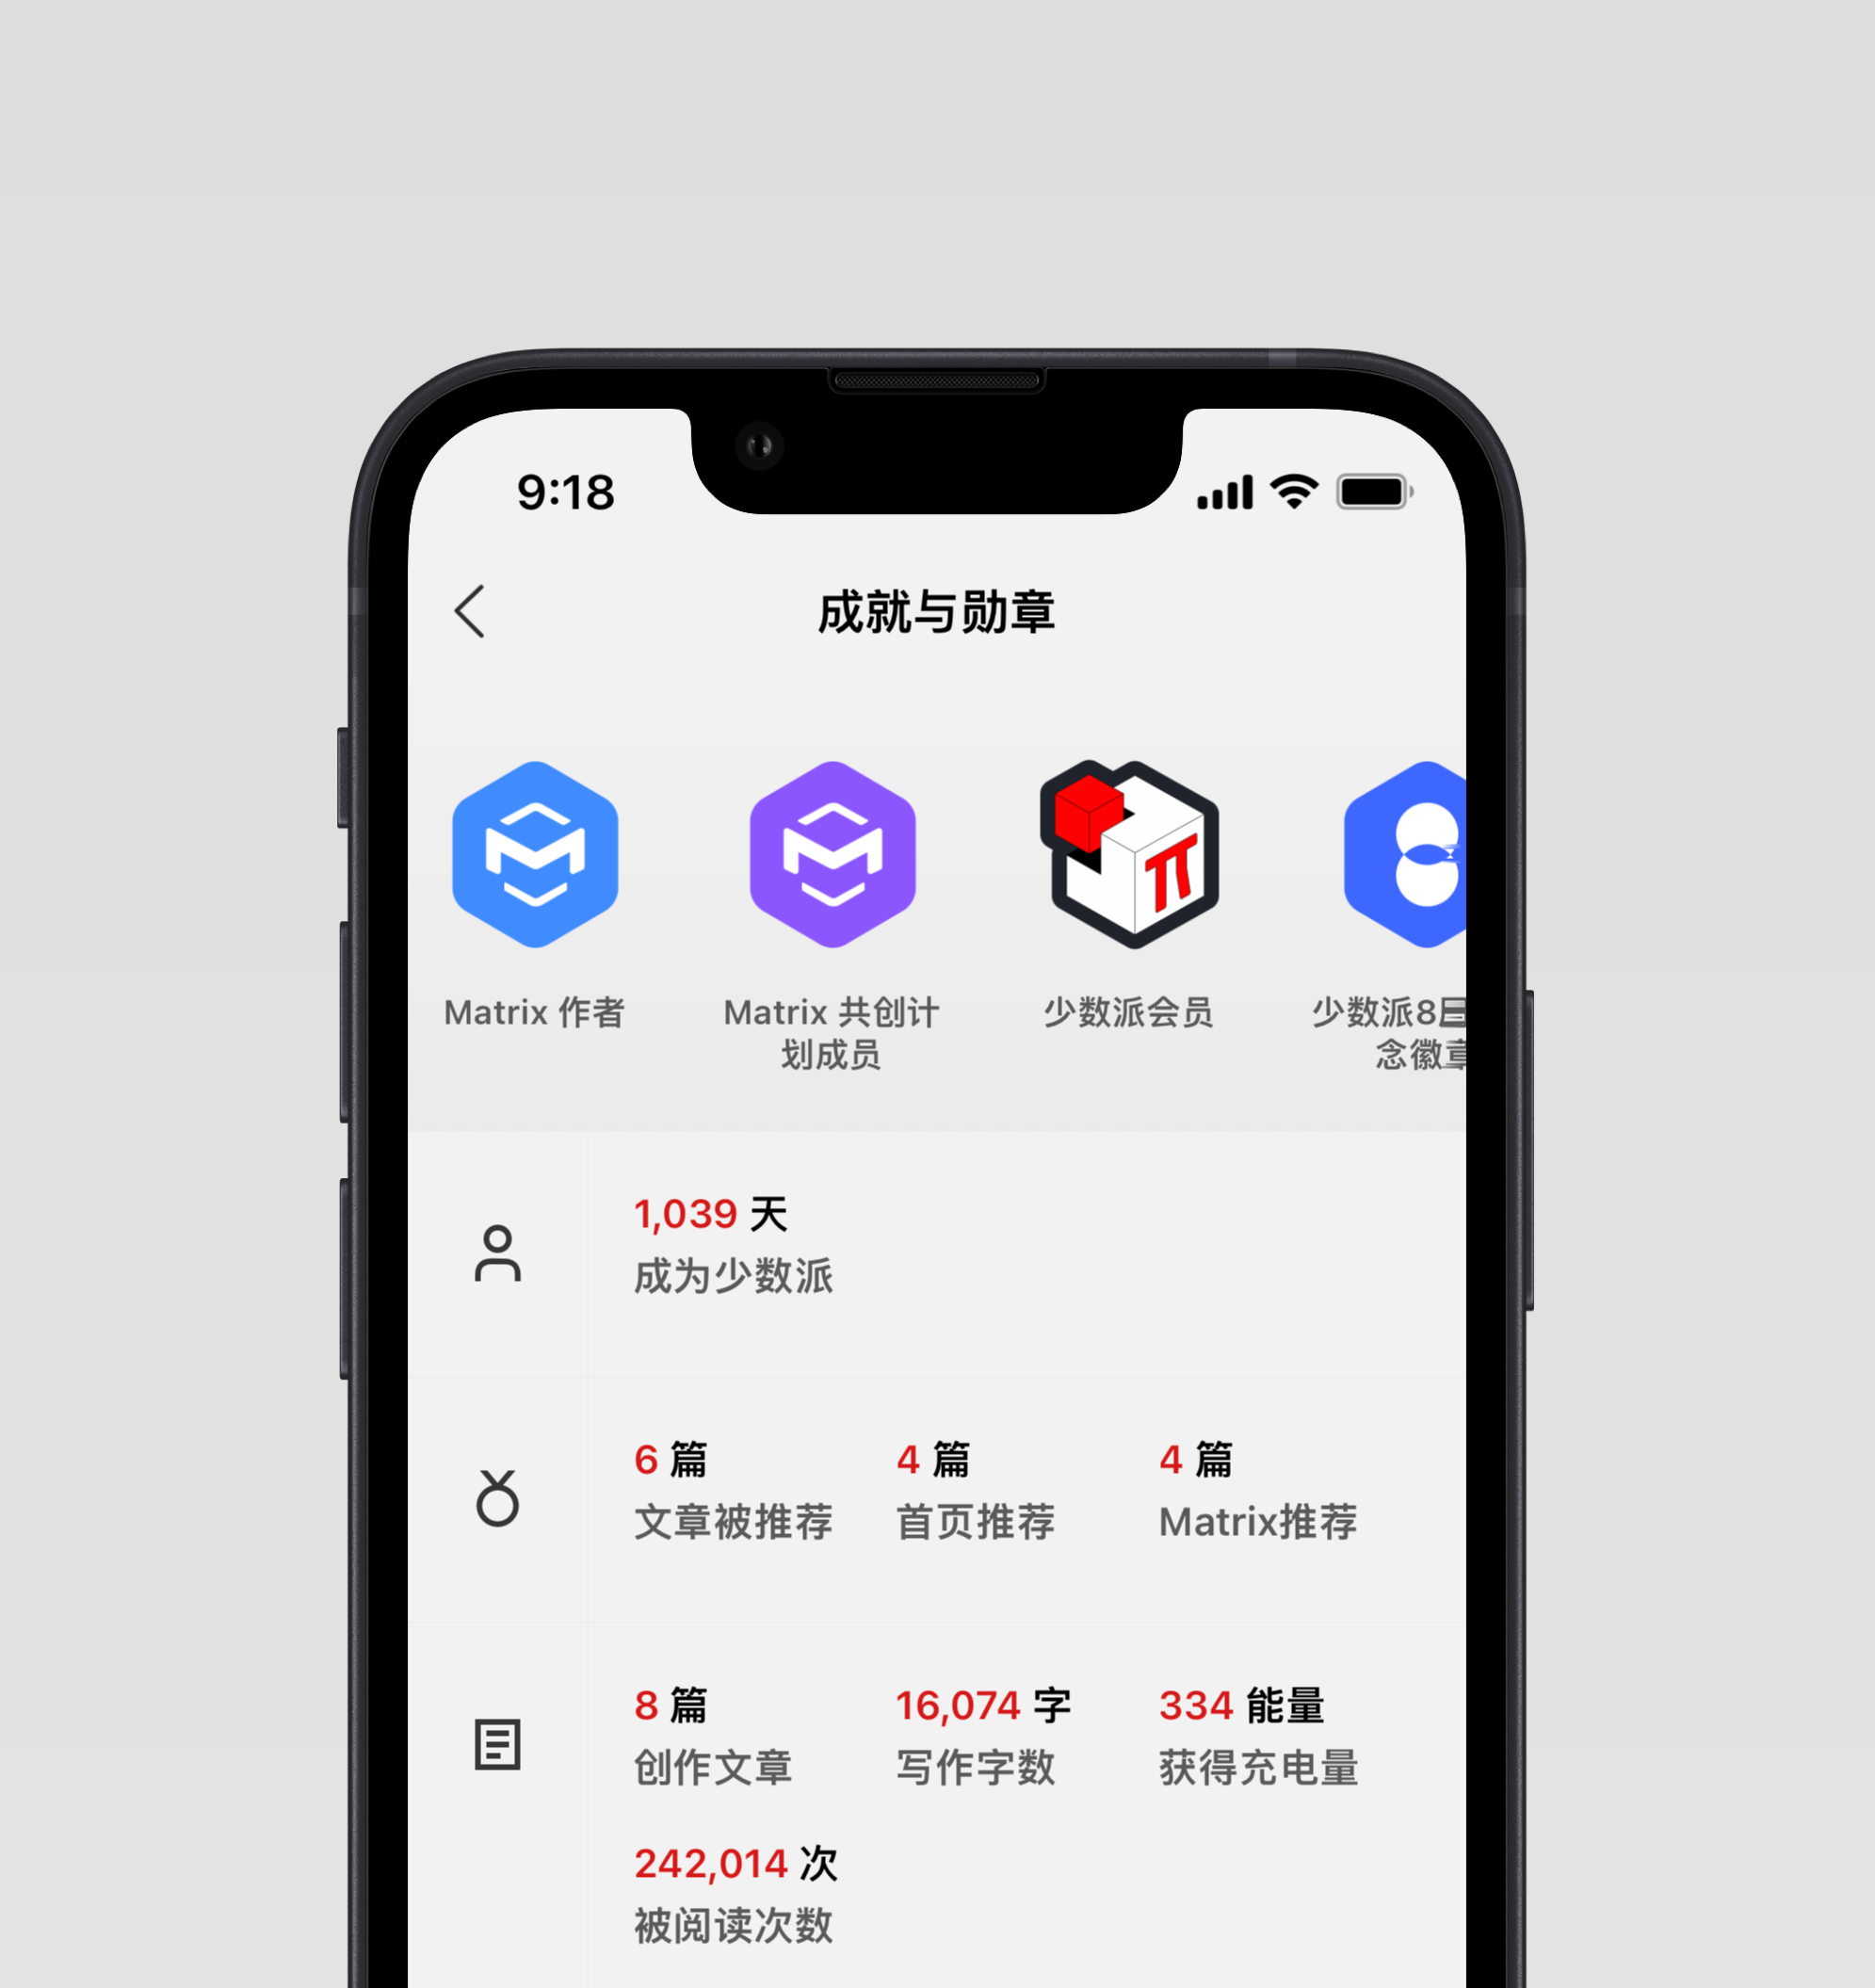 9:18
成就与勋章
Matrix 作者
Matrix 共创计
划成员
少数派会员
少数派8
念徽章
1,039 天
成为少数派
6 篇
文章被推荐
4 篇
首页推荐
4 篇
Matrix推荐
8 篇
创作文章
16,074 字
写作字数
334 能量
获得充电量
242,014 次
被阅读次数